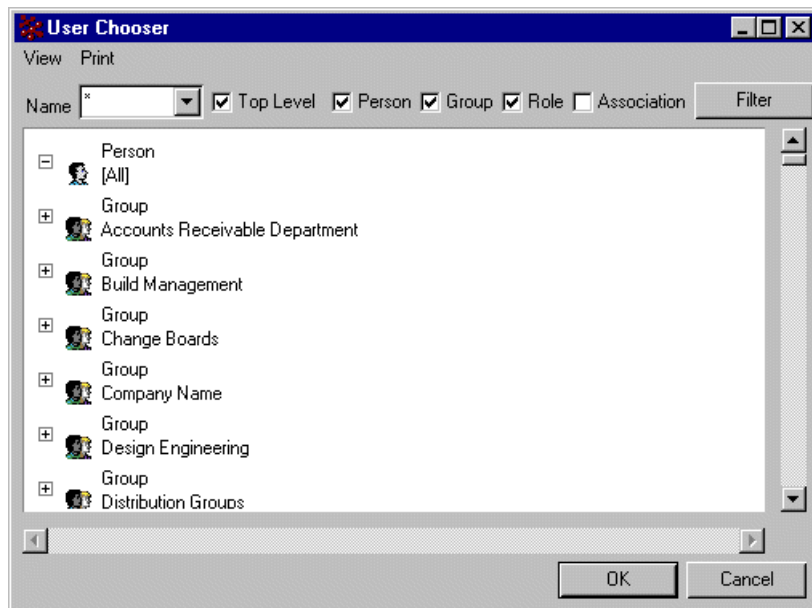 User Chooser
View Print
Name * Top Level Person Group Role Association Filter
Person
[All]
Group
Accounts Receivable Department
Group
Build Management
Group
Change Boards
Group
Company Name
Group
Design Engineering
Group
Distribution Groups
OK Cancel